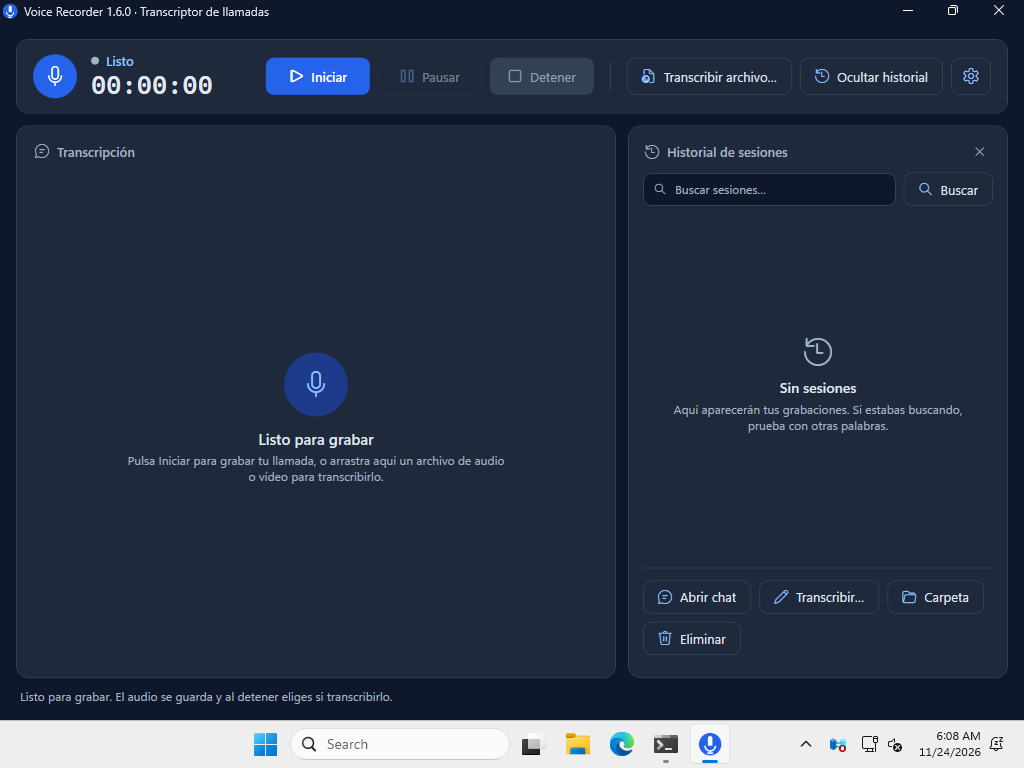 Voice Recorder 1.6.0 · Transcriptor de llamadas
Listo
00:00:00
Iniciar
Pausar
Detener
Transcribir archivo...
Ocultar historial
Transcripción
Listo para grabar
Pulsa Iniciar para grabar tu llamada, o arrastra aquí un archivo de audio
o vídeo para transcribirlo.
Historial de sesiones
Buscar sesiones...
Buscar
Sin sesiones
Aquí aparecerán tus grabaciones. Si estabas buscando,
prueba con otras palabras.
Abrir chat
Transcribir...
Carpeta
Eliminar
Listo para grabar. El audio se guarda y al detener eliges si transcribirlo.
Search
6:08 AM
11/24/2026